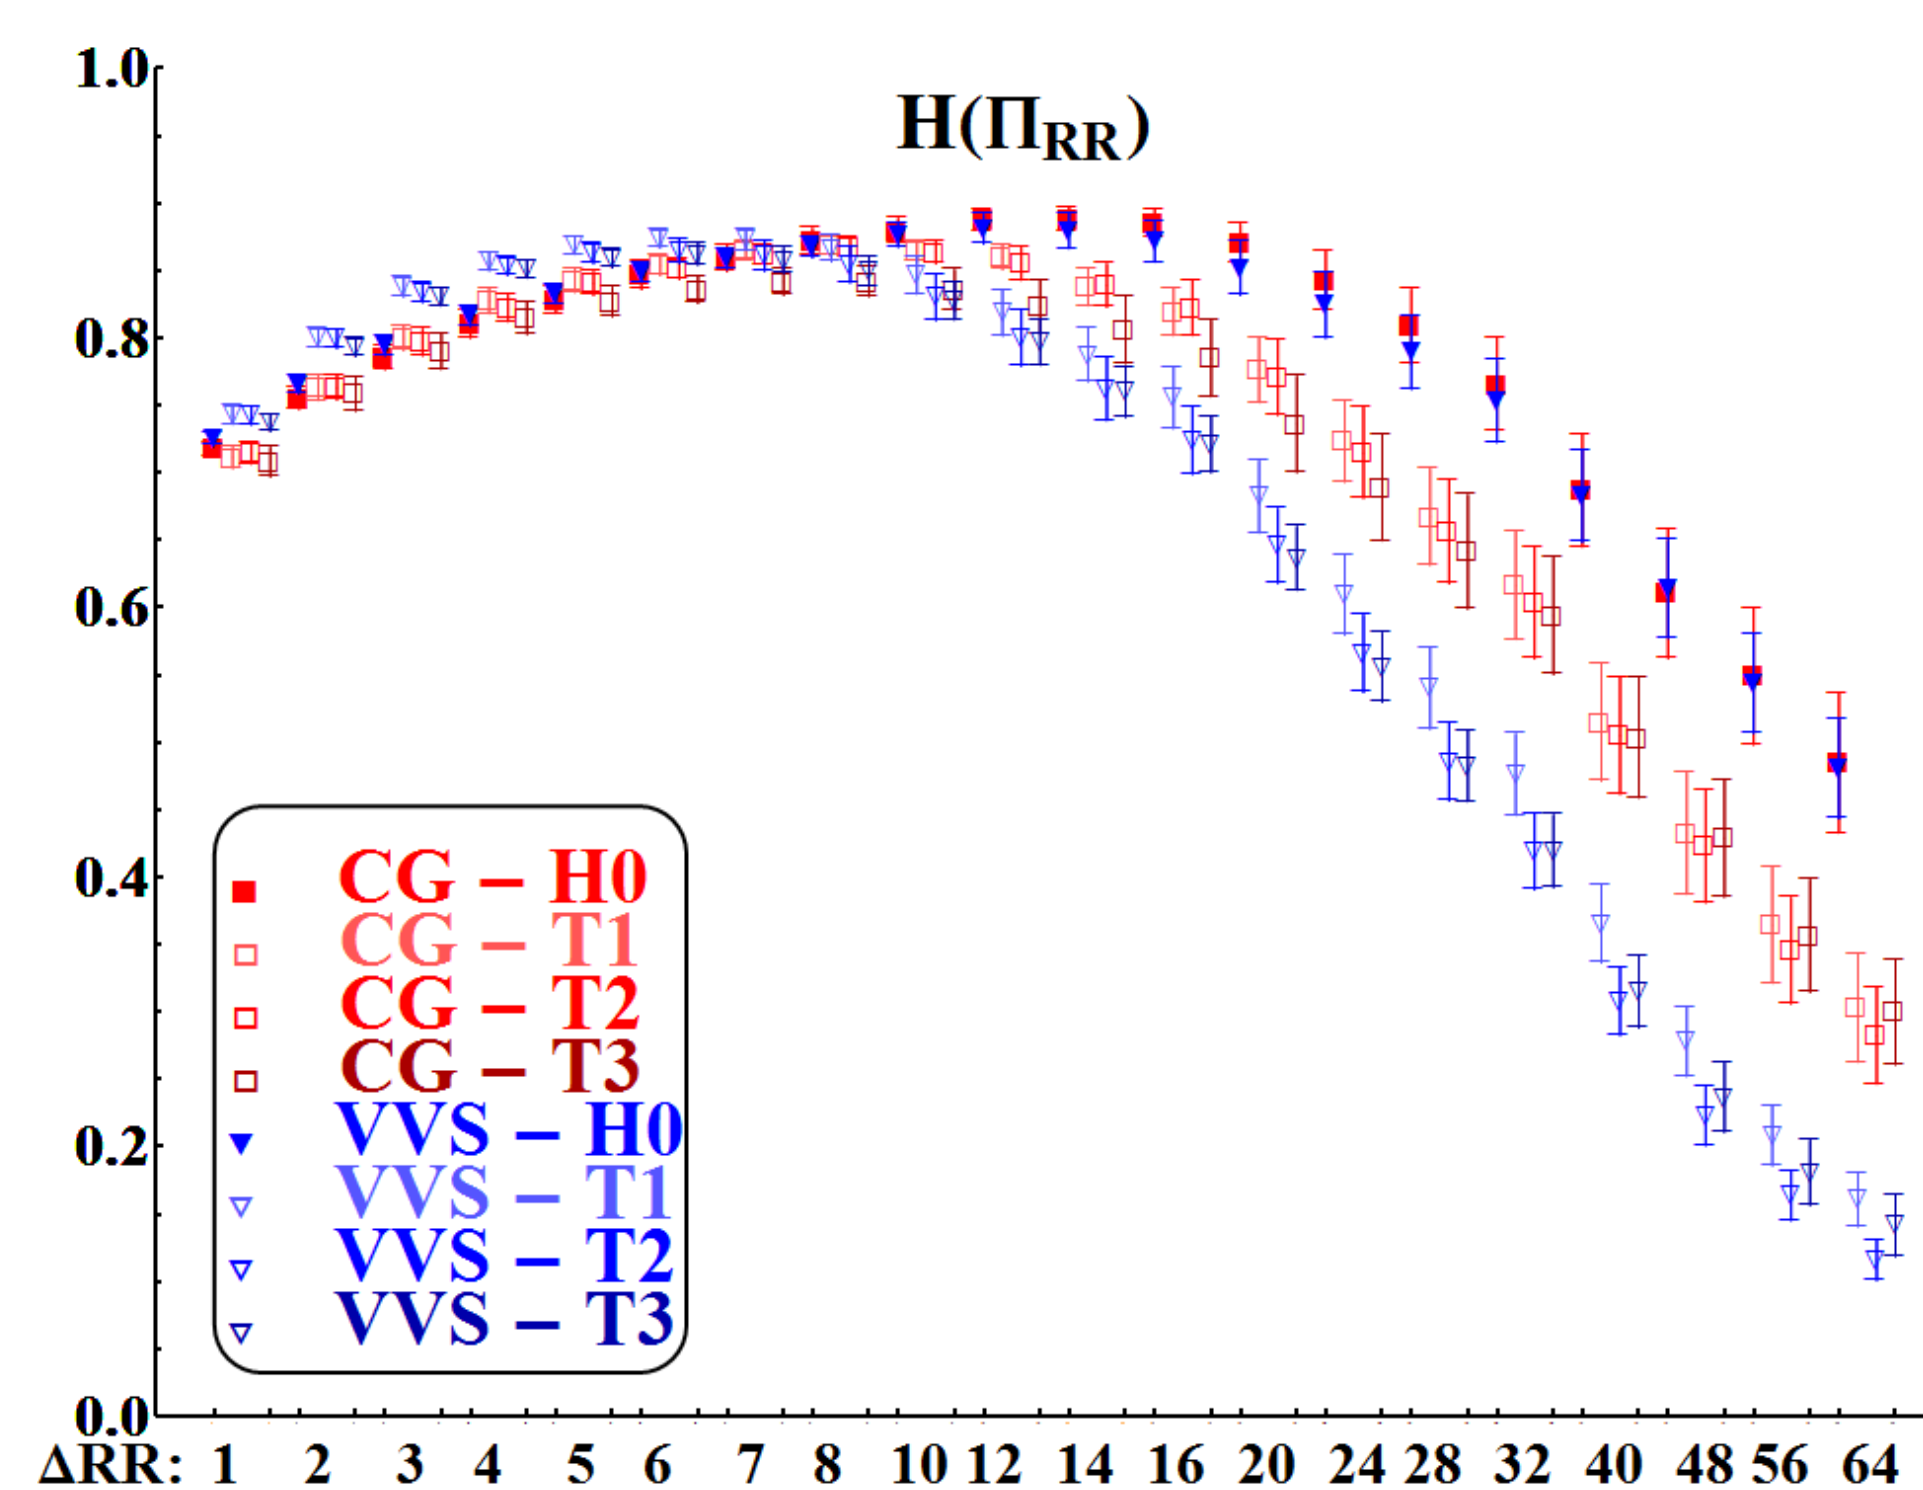 1.0
H(Π_RR)
0.8
0.6
0.4
0.2
0.0
CG – H0
CG – T1
CG – T2
CG – T3
VVS – H0
VVS – T1
VVS – T2
VVS – T3
ΔRR: 1 2 3 4 5 6 7 8 10 12 14 16 20 24 28 32 40 48 56 64